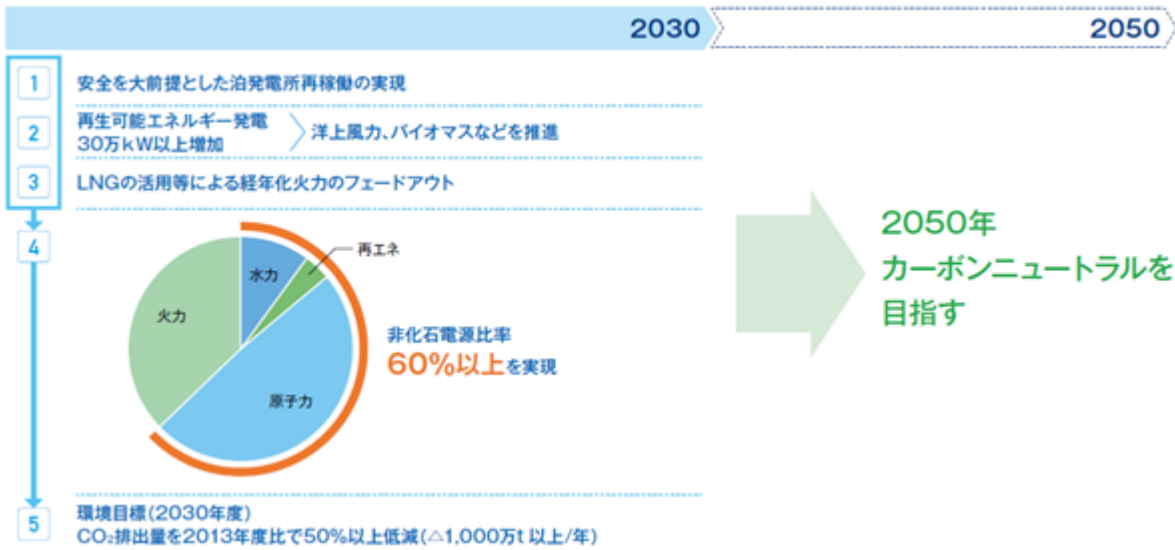 2030
2050
1
安全を大前提とした泊発電所再稼働の実現
2
再生可能エネルギー発電
30万kW以上増加
洋上風力、バイオマスなどを推進
3
LNGの活用等による経年化火力のフェードアウト
4
水力
再エネ
火力
原子力
非化石電源比率
60%以上を実現
2050年
カーボンニュートラルを
目指す
5
環境目標(2030年度)
CO₂排出量を2013年度比で50%以上低減(△1,000万t 以上/年)